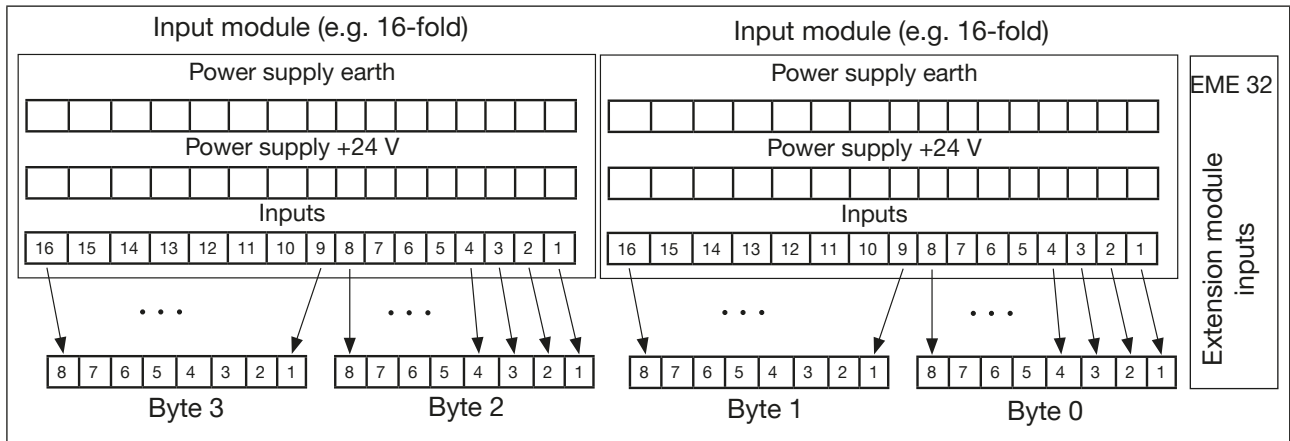 Input module (e.g. 16-fold) Input module (e.g. 16-fold)
Power supply earth Power supply earth
EME 32
Power supply +24 V Power supply +24 V
Inputs Inputs
16 15 14 13 12 11 10 9 8 7 6 5 4 3 2 1 16 15 14 13 12 11 10 9 8 7 6 5 4 3 2 1
Extension module
inputs
• • • • • • • • • • • •
8 7 6 5 4 3 2 1 8 7 6 5 4 3 2 1 8 7 6 5 4 3 2 1 8 7 6 5 4 3 2 1
Byte 3 Byte 2 Byte 1 Byte 0